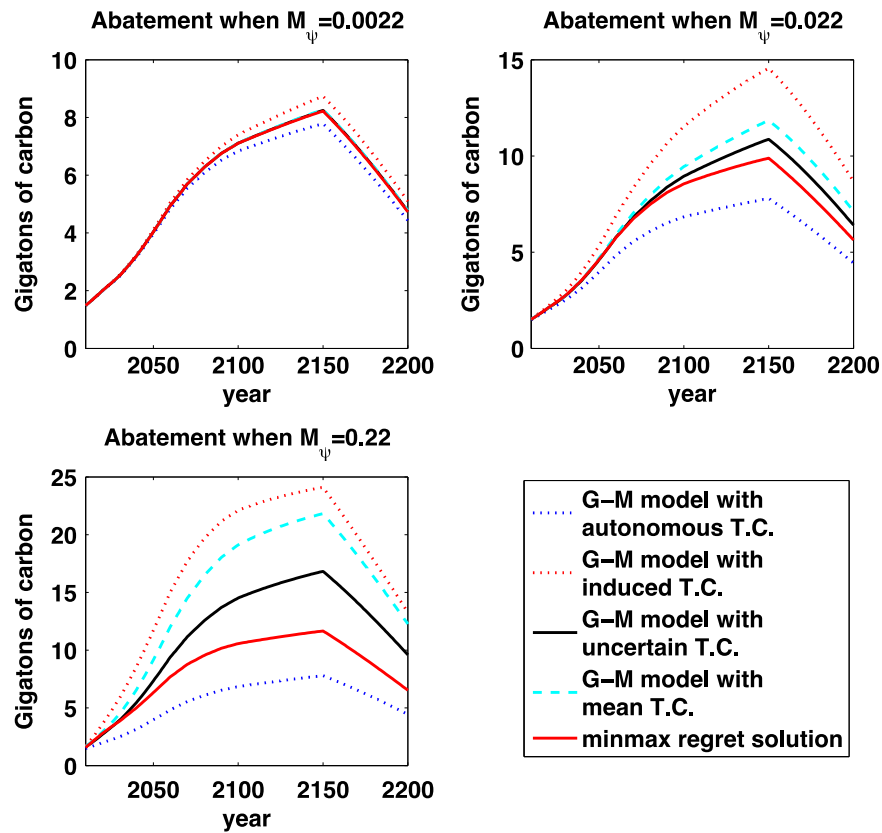 Abatement when Mψ=0.0022
Gigatons of carbon
10
8
6
4
2
0
2050 2100 2150 2200
year
Abatement when Mψ=0.022
Gigatons of carbon
15
10
5
0
2050 2100 2150 2200
year
Abatement when Mψ=0.22
Gigatons of carbon
25
20
15
10
5
0
2050 2100 2150 2200
year
G−M model with
autonomous T.C.
G−M model with
induced T.C.
G−M model with
uncertain T.C.
G−M model with
mean T.C.
minmax regret solution